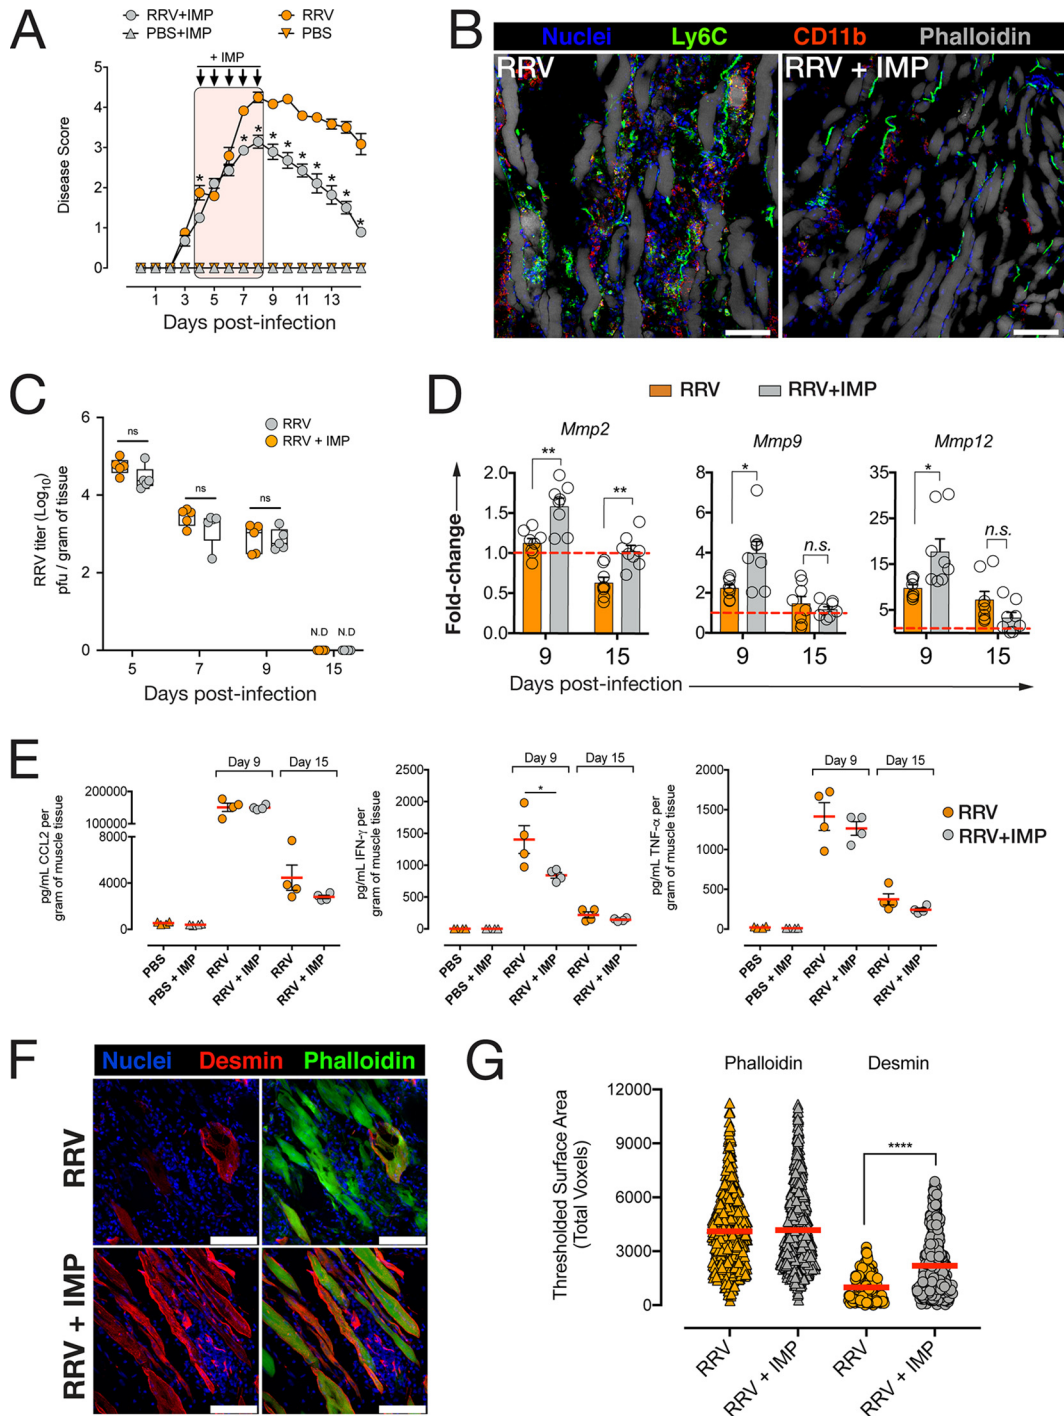 A
RRV+IMP
RRV
PBS+IMP
PBS
+ IMP
Disease Score
5
4
3
2
1
0
* * * * * * * * * *
1 3 5 7 9 11 13
Days post-infection
B
Nuclei Ly6C CD11b Phalloidin
RRV
RRV + IMP
C
RRV
RRV + IMP
RRV titer (Log10)
pfu / gram of tissue
6
4
2
0
ns
ns
ns
N.D N.D
5 7 9 15
Days post-infection
D
RRV
RRV+IMP
Fold-change
Mmp2
2.0
1.5
1.0
0.5
0.0
**
**
9 15
Mmp9
8
6
4
2
0
*
n.s.
9 15
Mmp12
35
25
15
5
*
n.s.
9 15
Days post-infection
E
pg/mL CCL2 per
gram of muscle tissue
200000
100000
8000
4000
0
Day 9 Day 15
PBS
PBS + IMP
RRV
RRV + IMP
RRV
RRV + IMP
pg/mL IFN-γ per
gram of muscle tissue
2500
2000
1500
1000
500
0
Day 9 Day 15
*
PBS
PBS + IMP
RRV
RRV + IMP
RRV
RRV + IMP
pg/mL TNF-α per
gram of muscle tissue
2000
1500
1000
500
0
Day 9 Day 15
PBS
PBS + IMP
RRV
RRV + IMP
RRV
RRV + IMP
RRV
RRV+IMP
F
Nuclei Desmin Phalloidin
RRV
RRV + IMP
G
Phalloidin Desmin
Thresholded Surface Area
(Total Voxels)
12000
9000
6000
3000
0
****
RRV
RRV + IMP
RRV
RRV + IMP